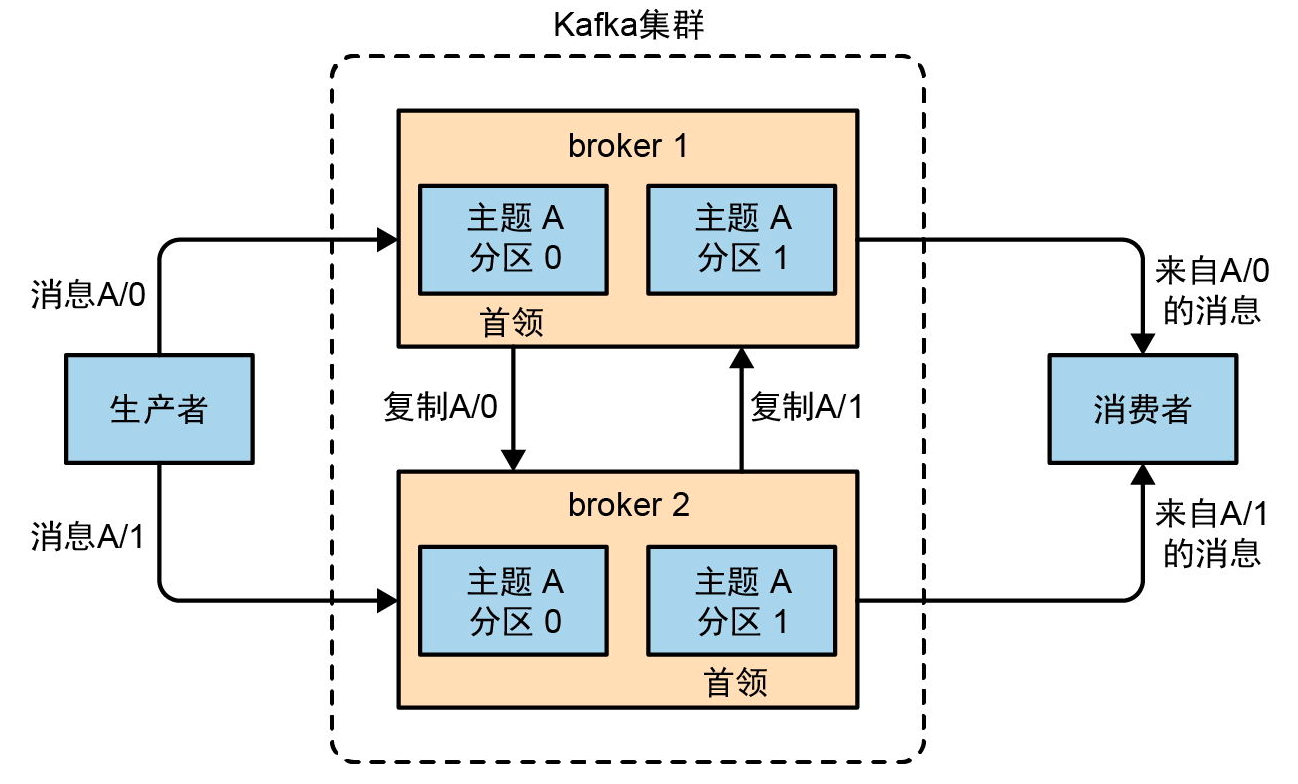 Kafka集群
broker 1
主题 A
分区 0
主题 A
分区 1
首领
消息A/0
来自A/0
的消息
生产者
复制A/0
复制A/1
消费者
broker 2
消息A/1
来自A/1
的消息
主题 A
分区 0
主题 A
分区 1
首领